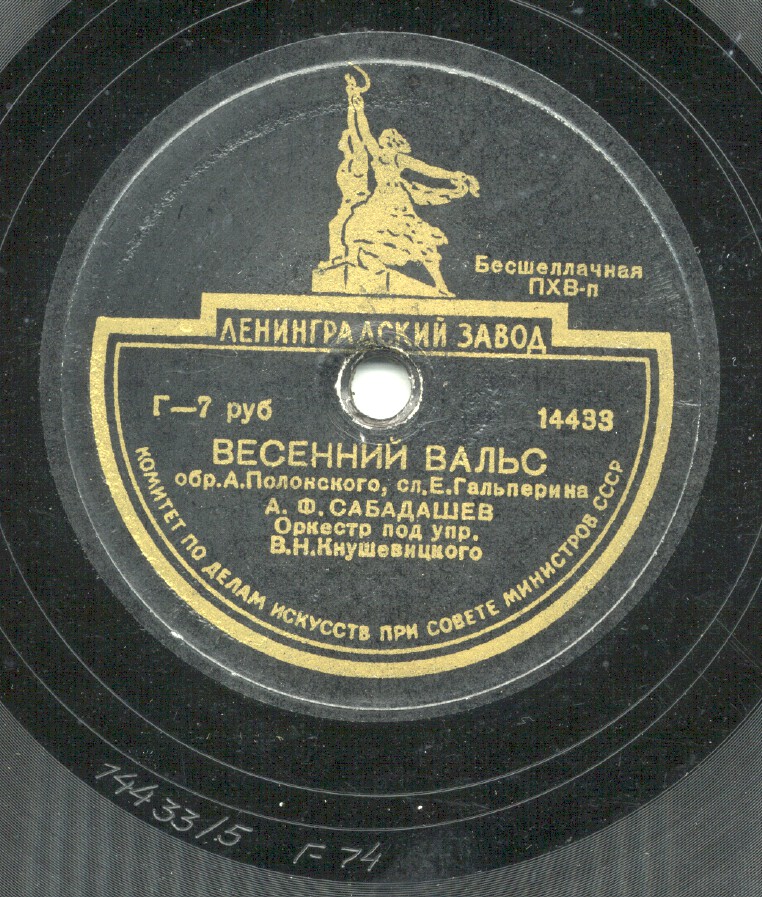 Бесшеллачная
ПХВ-п
ЛЕНИНГРАДСКИЙ ЗАВОД
Г—7 руб
14433
ВЕСЕННИЙ ВАЛЬС
обр.А.Полонского, сл.Е.Гальперина
А. Ф. САБАДАШЕВ
Оркестр под упр.
В.Н.Кнушевицкого
КОМИТЕТ ПО ДЕЛАМ ИСКУССТВ ПРИ СОВЕТЕ МИНИСТРОВ СССР
14433/5 Г-74